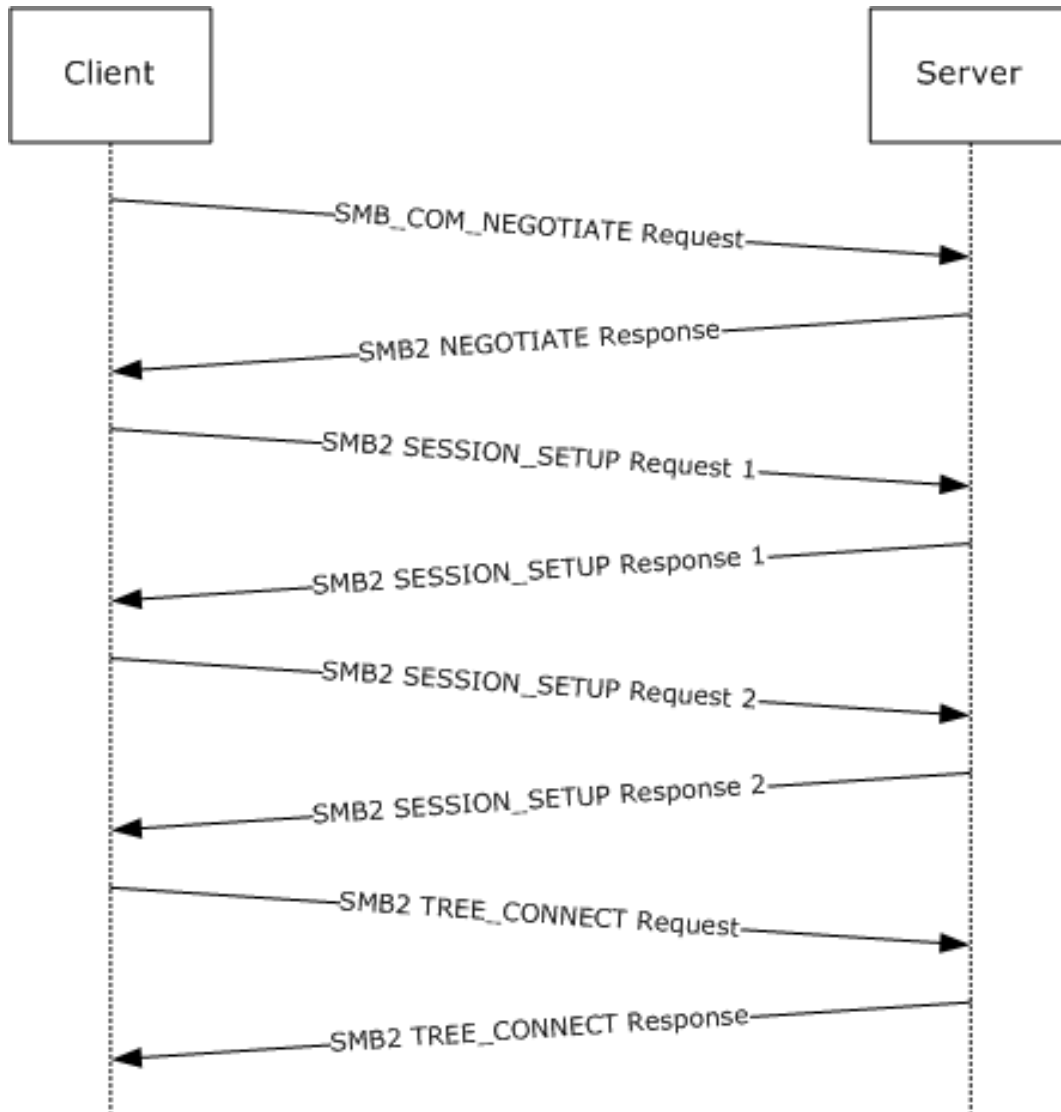 Client
Server
SMB_COM_NEGOTIATE Request
SMB2 NEGOTIATE Response
SMB2 SESSION_SETUP Request 1
SMB2 SESSION_SETUP Response 1
SMB2 SESSION_SETUP Request 2
SMB2 SESSION_SETUP Response 2
SMB2 TREE_CONNECT Request
SMB2 TREE_CONNECT Response